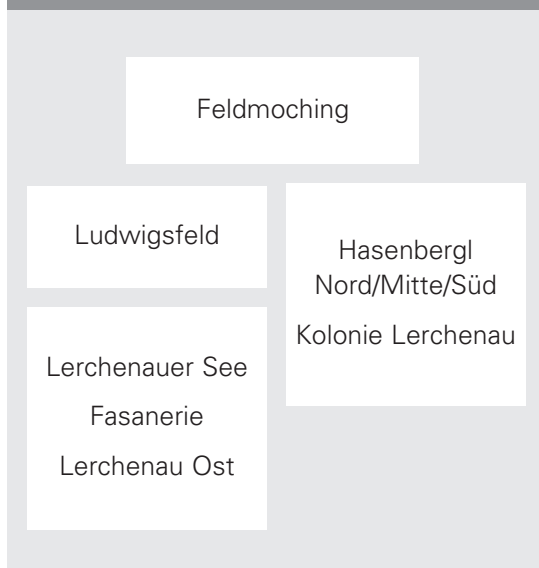 Feldmoching
Ludwigsfeld
Hasenbergl
Nord/Mitte/Süd
Kolonie Lerchenau
Lerchenauer See
Fasanerie
Lerchenau Ost